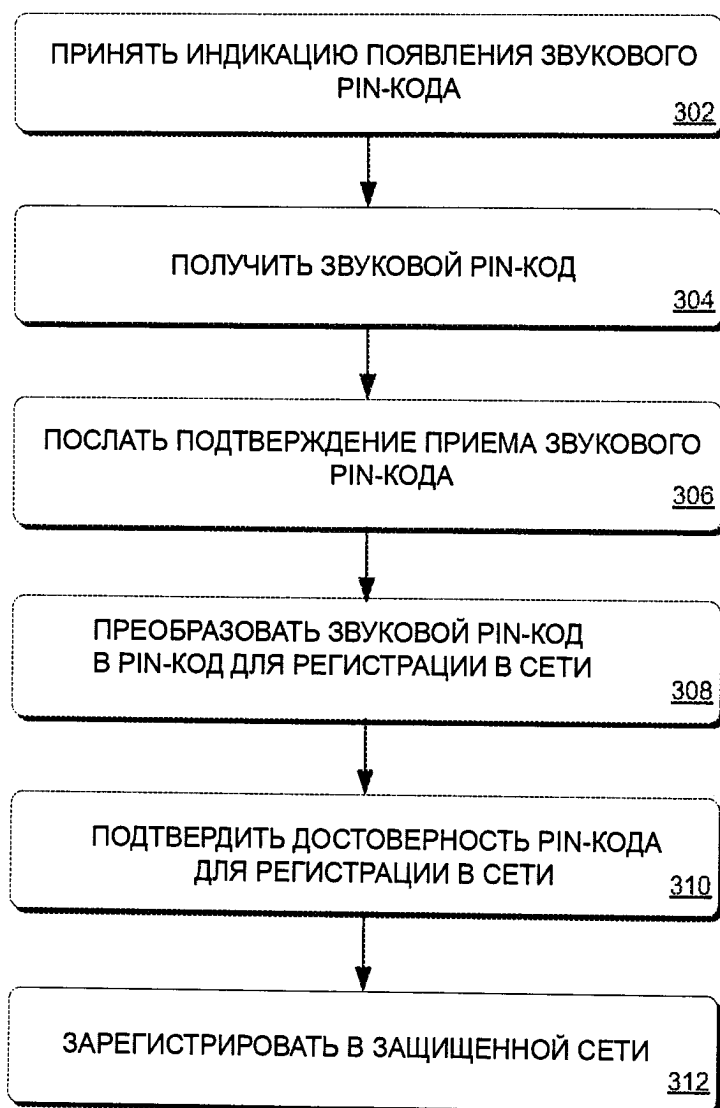 ПРИНЯТЬ ИНДИКАЦИЮ ПОЯВЛЕНИЯ ЗВУКОВОГО
PIN-КОДА
302
ПОЛУЧИТЬ ЗВУКОВОЙ PIN-КОД
304
ПОСЛАТЬ ПОДТВЕРЖДЕНИЕ ПРИЕМА ЗВУКОВОГО
PIN-КОДА
306
ПРЕОБРАЗОВАТЬ ЗВУКОВОЙ PIN-КОД
В PIN-КОД ДЛЯ РЕГИСТРАЦИИ В СЕТИ
308
ПОДТВЕРДИТЬ ДОСТОВЕРНОСТЬ PIN-КОДА
ДЛЯ РЕГИСТРАЦИИ В СЕТИ
310
ЗАРЕГИСТРИРОВАТЬ В ЗАЩИЩЕННОЙ СЕТИ
312